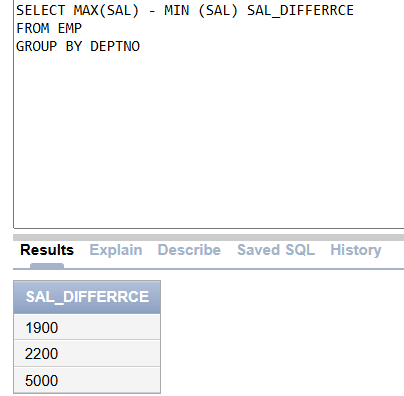 SELECT MAX(SAL) - MIN (SAL) SAL_DIFFERRCE
FROM EMP
GROUP BY DEPTNO
Results Explain Describe Saved SQL History
SAL_DIFFERRCE
1900
2200
5000